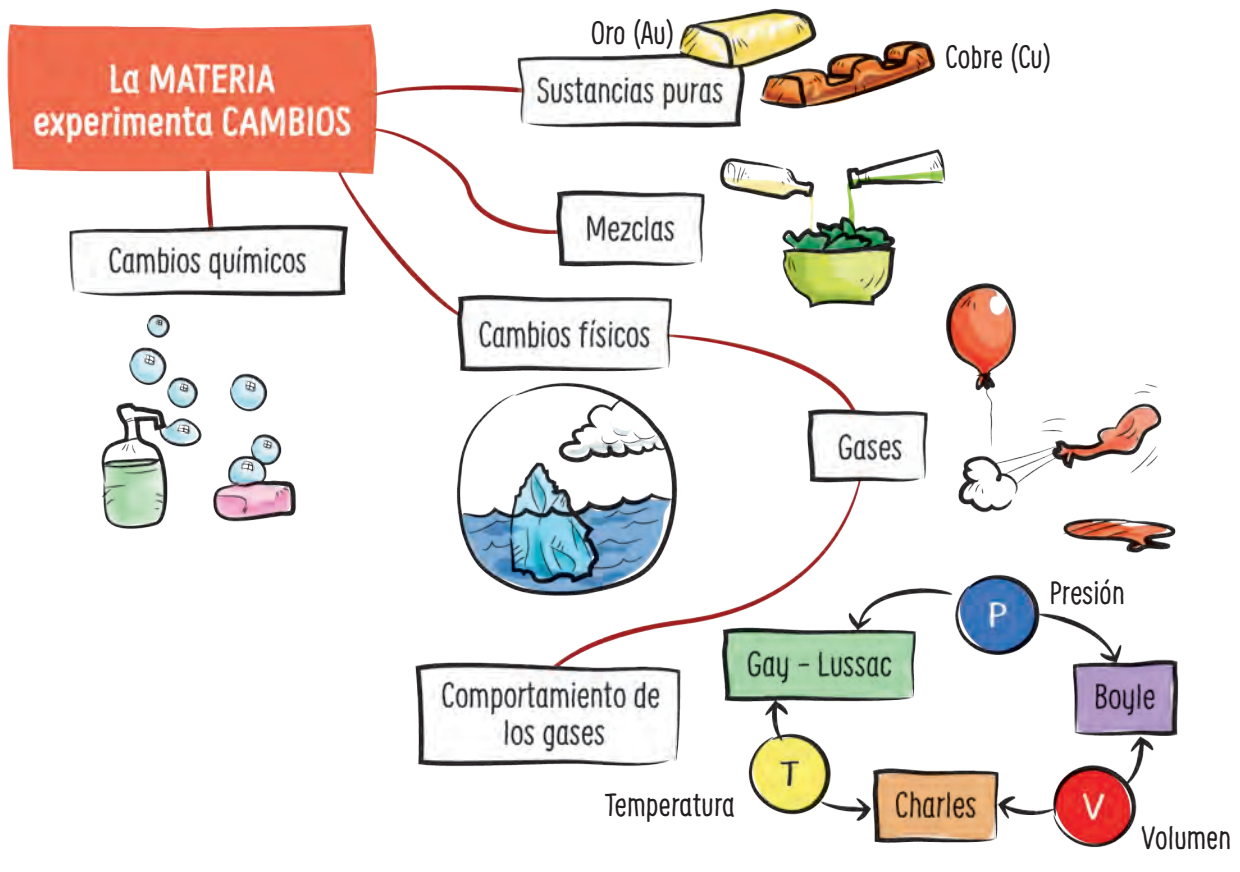 La MATERIA
experimenta CAMBIOS
Oro (Au)
Cobre (Cu)
Sustancias puras
Mezclas
Cambios químicos
Cambios físicos
Gases
Comportamiento de
los gases
P
Presión
Gay – Lussac
Boyle
T
Temperatura
Charles
V
Volumen